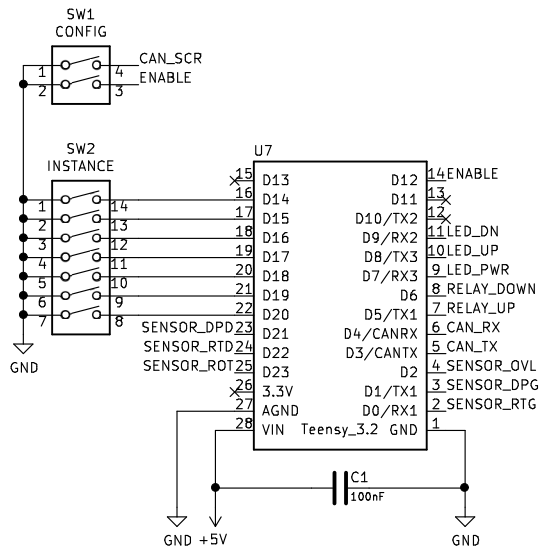 SW1
CONFIG
1 4 CAN_SCR
2 3 ENABLE
SW2
INSTANCE
1 14
2 13
3 12
4 11
5 10
6 9
7 8
GND
U7
15 D13 D12 14 ENABLE
16 D14 D11 13
17 D15 D10/TX2 12
18 D16 D9/RX2 11 LED_DN
19 D17 D8/TX3 10 LED_UP
20 D18 D7/RX3 9 LED_PWR
21 D19 D6 8 RELAY_DOWN
22 D20 D5/TX1 7 RELAY_UP
SENSOR_DPD 23 D21 D4/CANRX 6 CAN_RX
SENSOR_RTD 24 D22 D3/CANTX 5 CAN_TX
SENSOR_ROT 25 D23 D2 4 SENSOR_OVL
26 3.3V D1/TX1 3 SENSOR_DPG
27 AGND D0/RX1 2 SENSOR_RTG
28 VIN Teensy_3.2 GND 1
C1
100nF
GND +5V GND